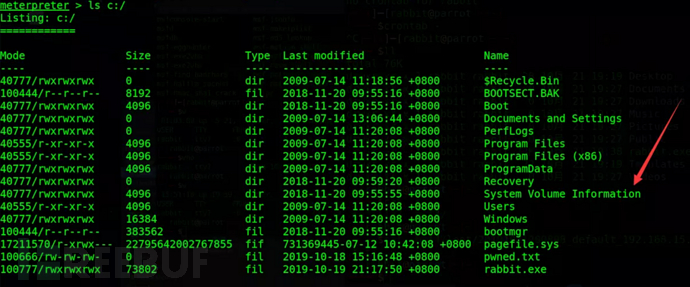 meterpreter > ls c:/
Listing: c:/
============
Mode Size Type Last modified Name
---- ---- ---- ------------- ----
40777/rwxrwxrwx 0 dir 2009-07-14 11:18:56 +0800 $Recycle.Bin
100444/r--r--r-- 8192 fil 2018-11-20 09:55:16 +0800 BOOTSECT.BAK
40777/rwxrwxrwx 4096 dir 2018-11-20 09:55:16 +0800 Boot
40777/rwxrwxrwx 0 dir 2009-07-14 13:06:44 +0800 Documents and Settings
40777/rwxrwxrwx 0 dir 2009-07-14 11:20:08 +0800 PerfLogs
40555/r-xr-xr-x 4096 dir 2009-07-14 11:20:08 +0800 Program Files
40555/r-xr-xr-x 4096 dir 2009-07-14 11:20:08 +0800 Program Files (x86)
40777/rwxrwxrwx 4096 dir 2009-07-14 11:20:08 +0800 ProgramData
40777/rwxrwxrwx 0 dir 2018-11-20 09:59:20 +0800 Recovery
40777/rwxrwxrwx 4096 dir 2018-11-20 09:55:55 +0800 System Volume Information
40555/r-xr-xr-x 4096 dir 2009-07-14 11:20:08 +0800 Users
40777/rwxrwxrwx 16384 dir 2009-07-14 11:20:08 +0800 Windows
100444/r--r--r-- 383562 fil 2018-11-20 09:55:16 +0800 bootmgr
17211570/r-xrwx--- 22795642002767855 fif 731369445-07-12 10:42:08 +0800 pagefile.sys
100666/rw-rw-rw- 0 fil 2019-10-18 15:16:48 +0800 pwned.txt
100777/rwxrwxrwx 73802 fil 2019-10-19 21:17:50 +0800 rabbit.exe
REEBUF